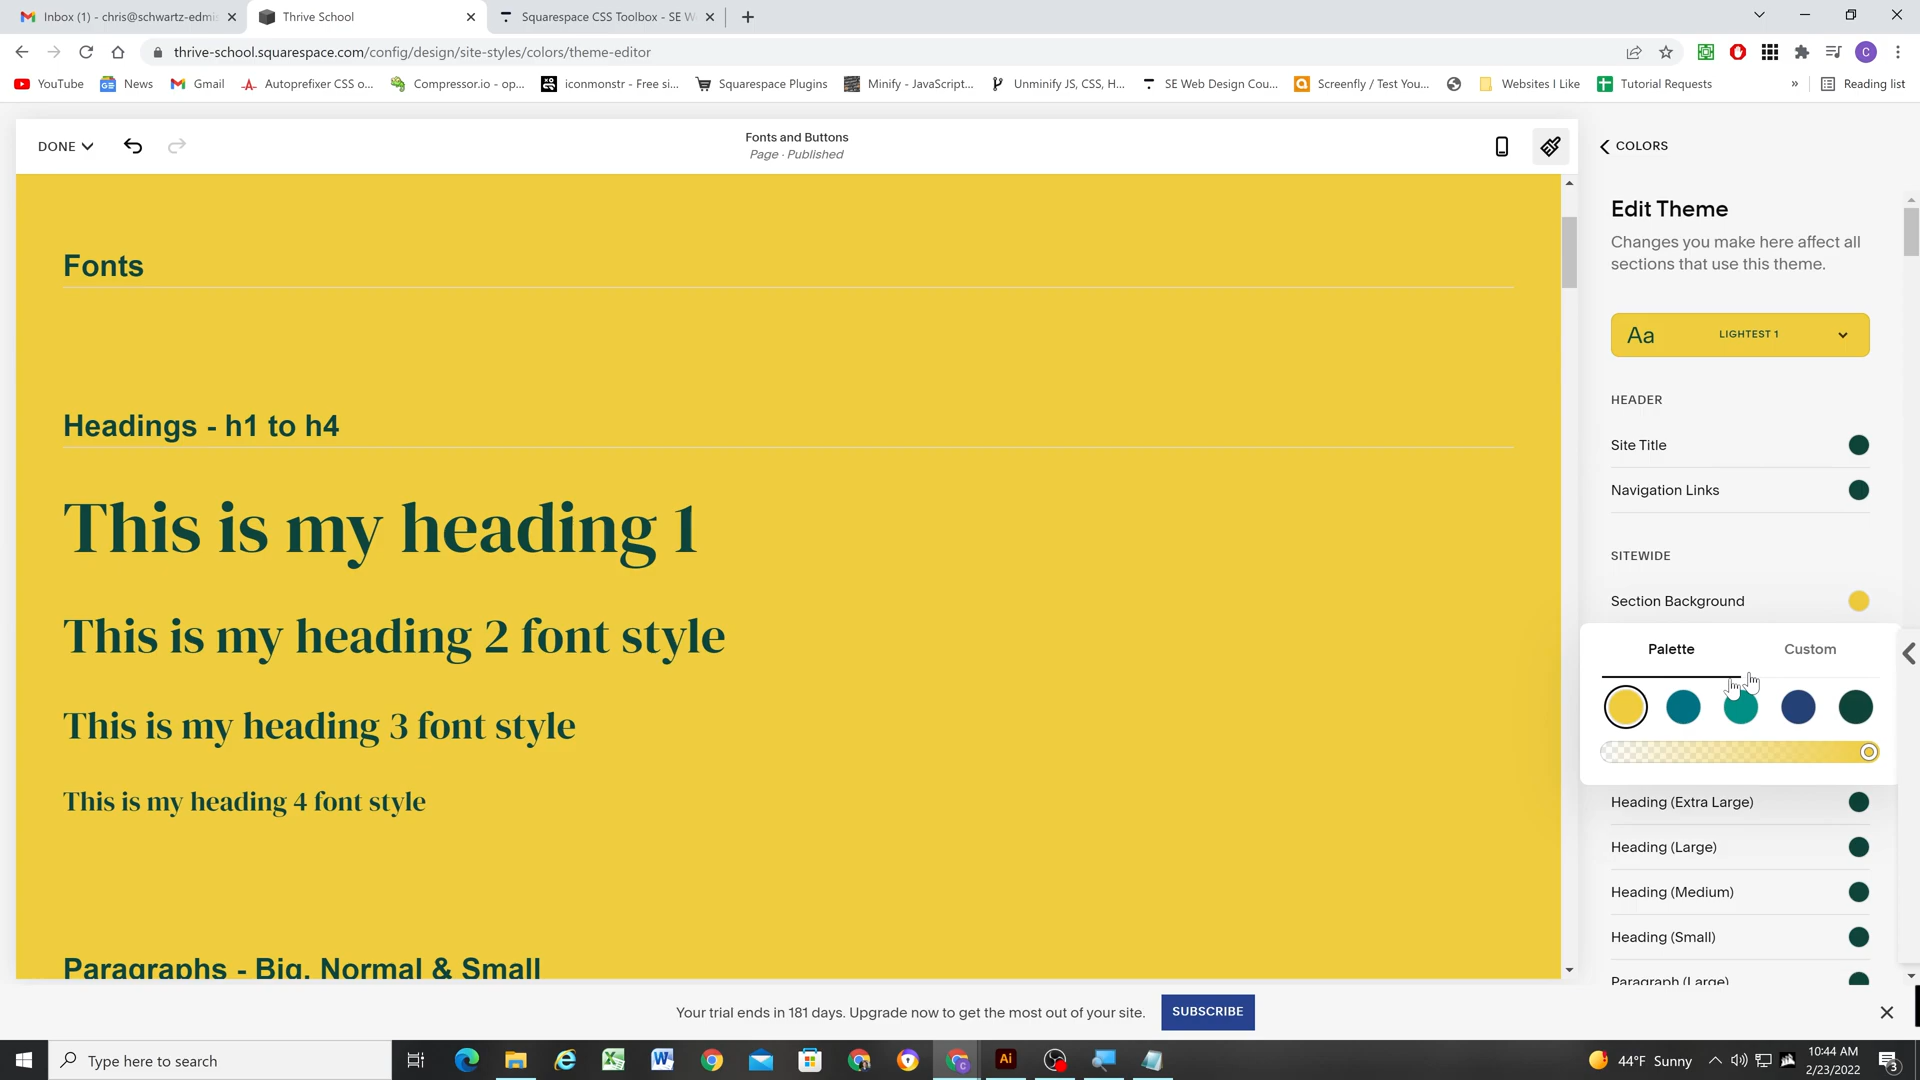 Inbox (1) - chris@schwartz-edmi
Thrive School
Squarespace CSS Toolbox - SE W
thrive-school.squarespace.com/config/design/site-styles/colors/theme-editor
C
YouTube
News
Gmail
Autoprefixer CSS o...
Compressor.io - op...
iconmonstr - Free si...
Squarespace Plugins
Minify - JavaScript...
Unminify JS, CSS, H...
SE Web Design Cou...
Screenfly / Test You...
Websites I Like
Tutorial Requests
»
Reading list
DONE
Fonts and Buttons
Page · Published
COLORS
Edit Theme
Changes you make here affect all
sections that use this theme.
Aa
LIGHTEST 1
HEADER
Site Title
Navigation Links
SITEWIDE
Section Background
Palette
Custom
Heading (Extra Large)
Heading (Large)
Heading (Medium)
Heading (Small)
Paragraph (Large)
Fonts
Headings - h1 to h4
This is my heading 1
This is my heading 2 font style
This is my heading 3 font style
This is my heading 4 font style
Paragraphs - Big, Normal & Small
Your trial ends in 181 days. Upgrade now to get the most out of your site.
SUBSCRIBE
Type here to search
Ai
44°F Sunny
10:44 AM
2/23/2022
3